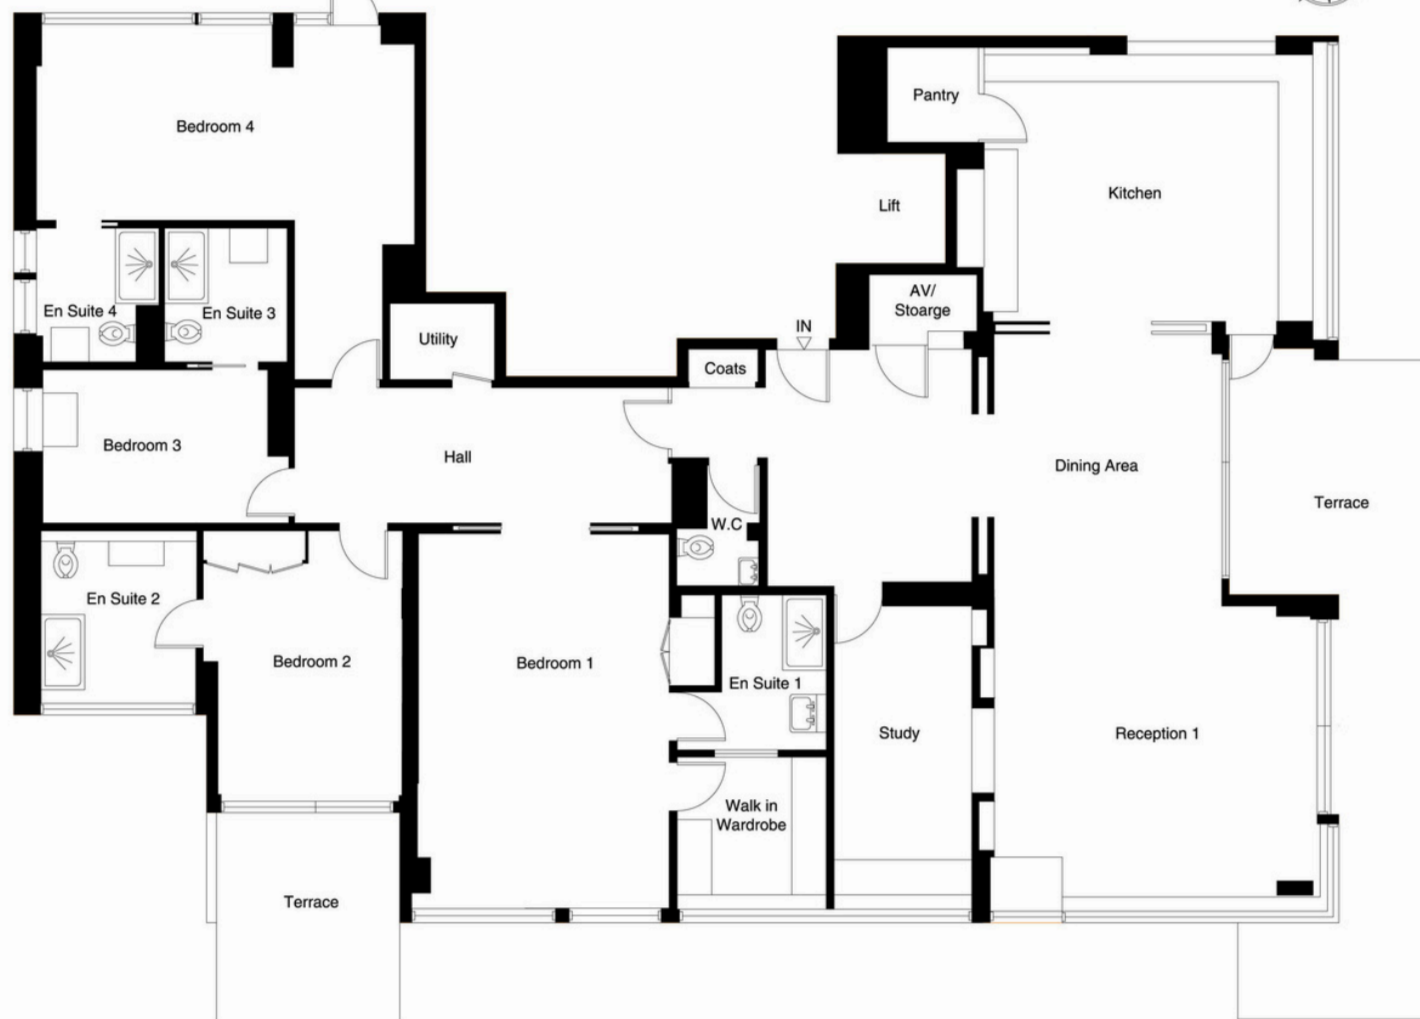 Bedroom 4
Pantry
Kitchen
Lift
En Suite 4
En Suite 3
AV/
Stoarge
IN
Utility
Coats
Bedroom 3
Hall
Dining Area
Terrace
W.C
En Suite 2
Bedroom 2
Bedroom 1
En Suite 1
Study
Reception 1
Walk in
Wardrobe
Terrace